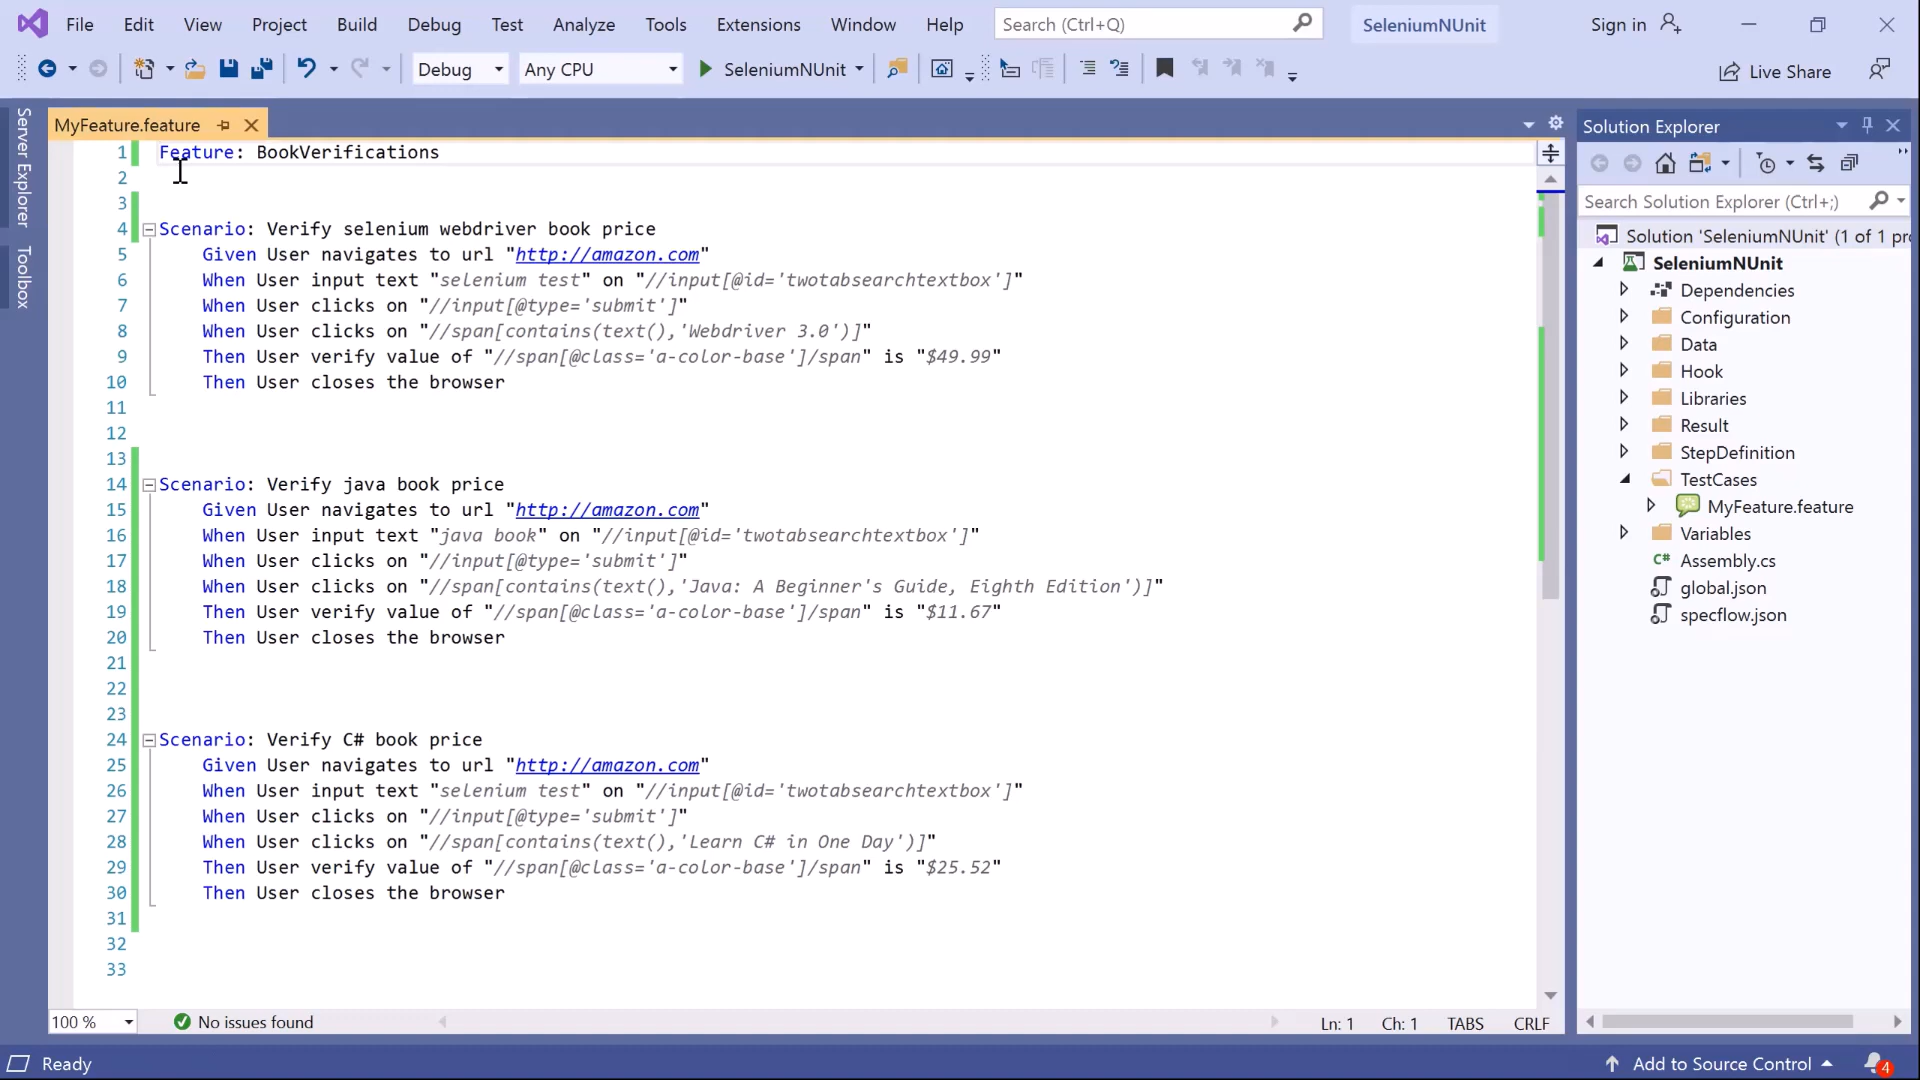 File Edit View Project Build Debug Test Analyze Tools Extensions Window Help Search (Ctrl+Q) SeleniumNUnit Sign in
Debug Any CPU SeleniumNUnit Live Share
Server Explorer
Toolbox
MyFeature.feature
1 Feature: BookVerifications
2
3
4 Scenario: Verify selenium webdriver book price
5 Given User navigates to url "http://amazon.com"
6 When User input text "selenium test" on "//input[@id='twotabsearchtextbox']"
7 When User clicks on "//input[@type='submit']"
8 When User clicks on "//span[contains(text(),'Webdriver 3.0')]"
9 Then User verify value of "//span[@class='a-color-base']/span" is "$49.99"
10 Then User closes the browser
11
12
13
14 Scenario: Verify java book price
15 Given User navigates to url "http://amazon.com"
16 When User input text "java book" on "//input[@id='twotabsearchtextbox']"
17 When User clicks on "//input[@type='submit']"
18 When User clicks on "//span[contains(text(),'Java: A Beginner's Guide, Eighth Edition')]"
19 Then User verify value of "//span[@class='a-color-base']/span" is "$11.67"
20 Then User closes the browser
21
22
23
24 Scenario: Verify C# book price
25 Given User navigates to url "http://amazon.com"
26 When User input text "selenium test" on "//input[@id='twotabsearchtextbox']"
27 When User clicks on "//input[@type='submit']"
28 When User clicks on "//span[contains(text(),'Learn C# in One Day')]"
29 Then User verify value of "//span[@class='a-color-base']/span" is "$25.52"
30 Then User closes the browser
31
32
33
100 % No issues found Ln: 1 Ch: 1 TABS CRLF
Solution Explorer
Search Solution Explorer (Ctrl+;)
Solution 'SeleniumNUnit' (1 of 1 pro
SeleniumNUnit
Dependencies
Configuration
Data
Hook
Libraries
Result
StepDefinition
TestCases
MyFeature.feature
Variables
C# Assembly.cs
global.json
specflow.json
Ready Add to Source Control 4